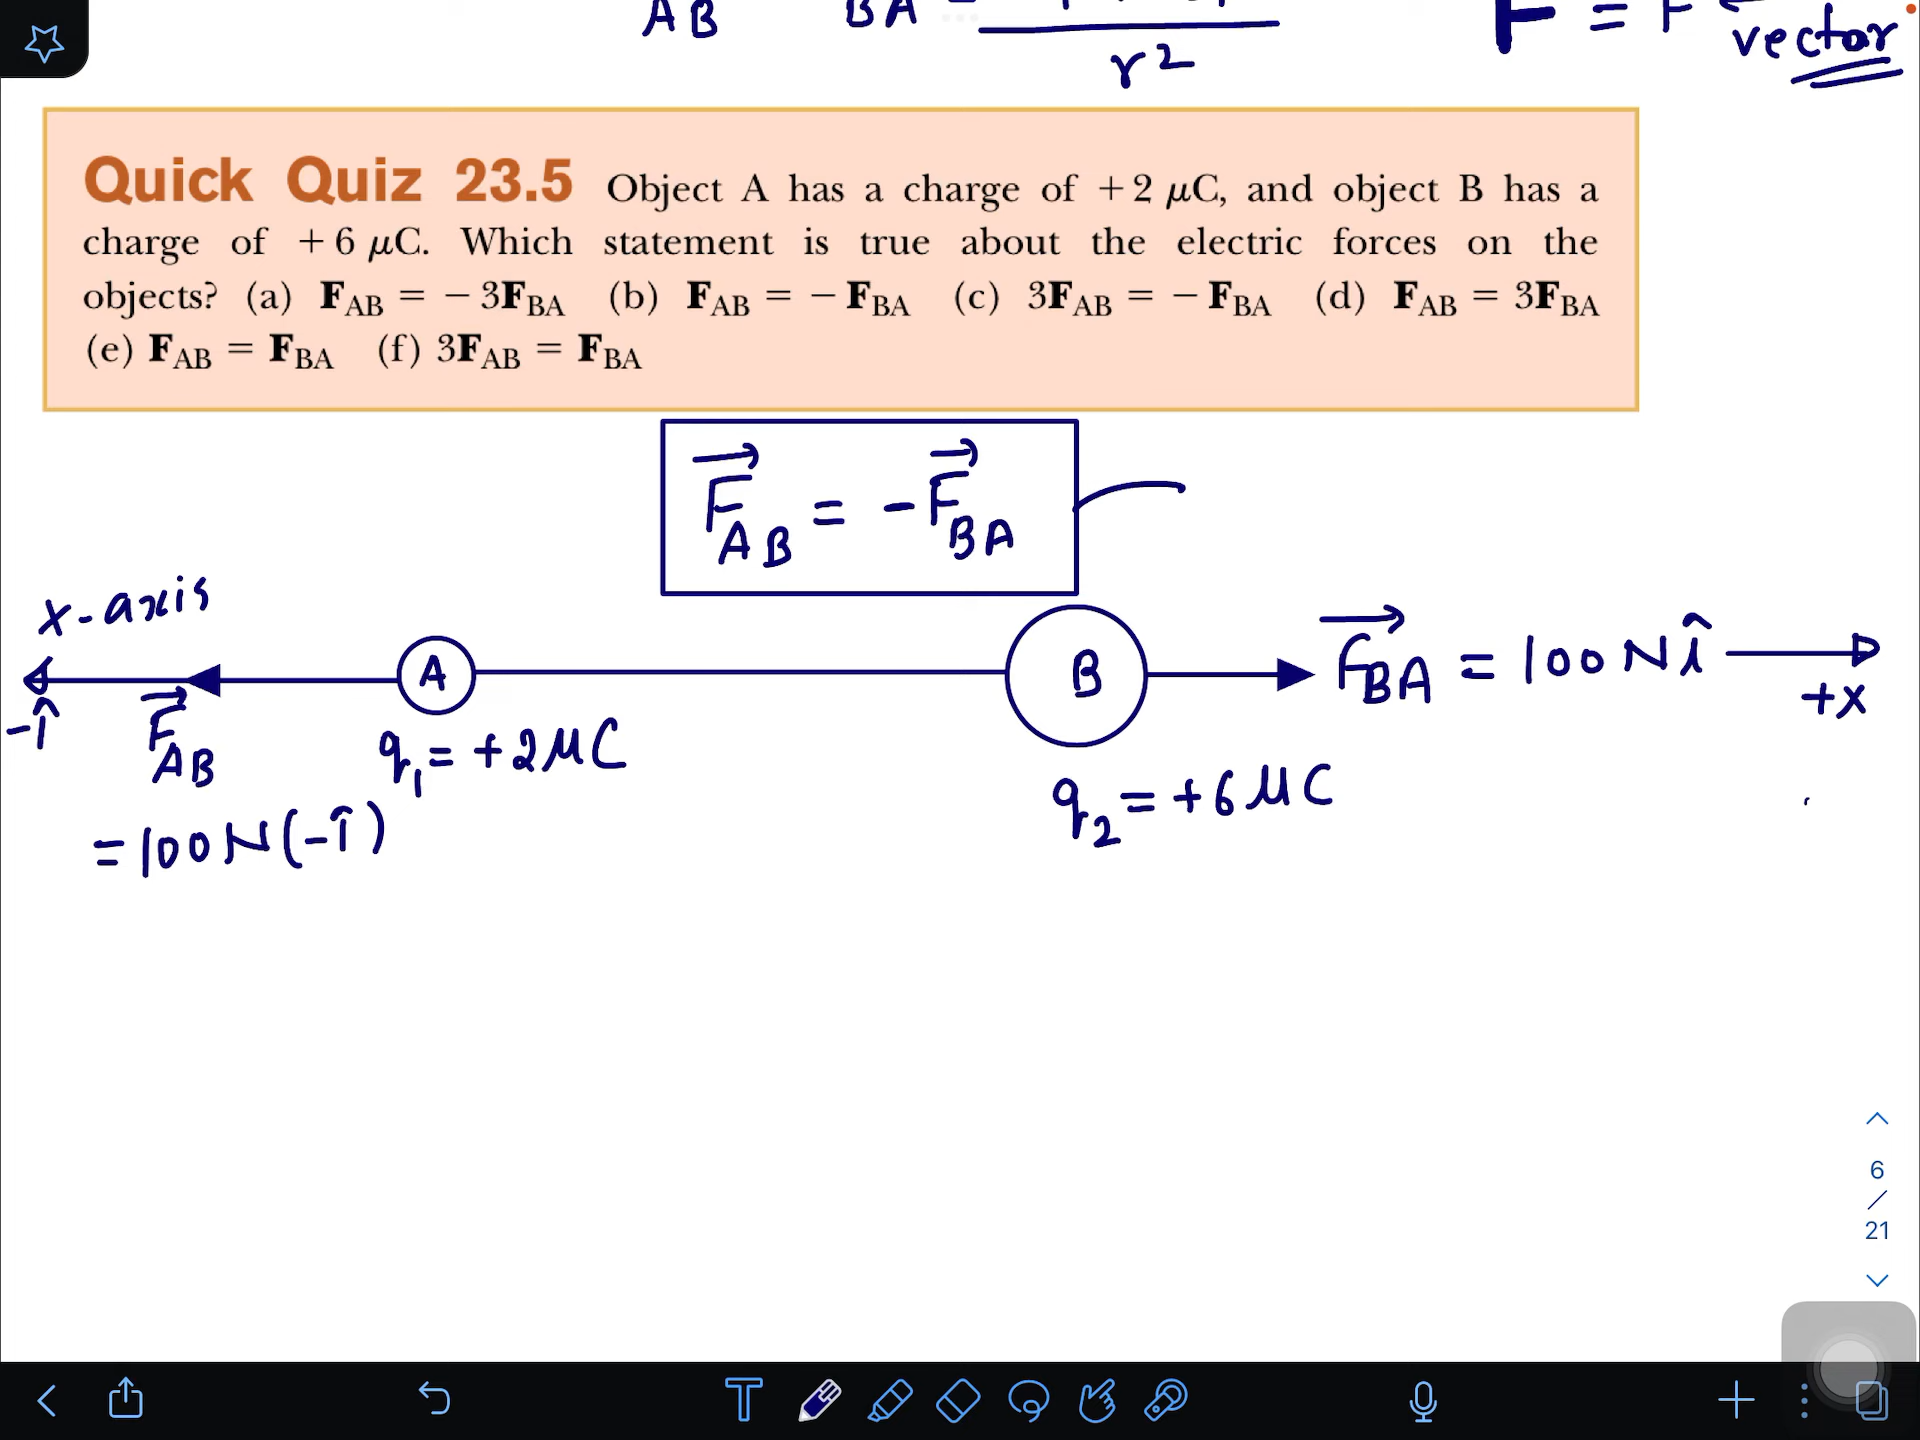 AB BA =
r²
F = F
vector
Quick Quiz 23.5 Object A has a charge of +2 μC, and object B has a
charge of +6 μC. Which statement is true about the electric forces on the
objects? (a) F_AB = −3F_BA (b) F_AB = −F_BA (c) 3F_AB = −F_BA (d) F_AB = 3F_BA
(e) F_AB = F_BA (f) 3F_AB = F_BA
F⃗_AB = -F⃗_BA
x-axis
A
B
F⃗_BA = 100 N î
+x
-î
F⃗_AB
q₁ = +2 μC
q₂ = +6 μC
= 100 N (-î)
6
/
21
T